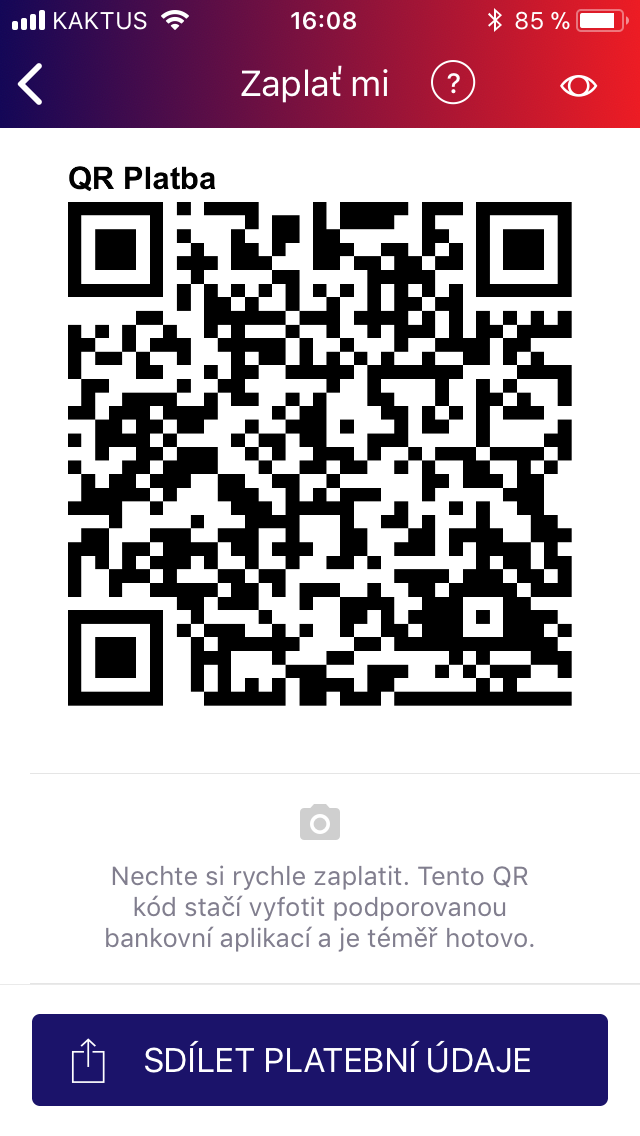 KAKTUS 16:08 85 %
Zaplať mi ?
QR Platba
Nechte si rychle zaplatit. Tento QR
kód stačí vyfotit podporovanou
bankovní aplikací a je téměř hotovo.
SDÍLET PLATEBNÍ ÚDAJE